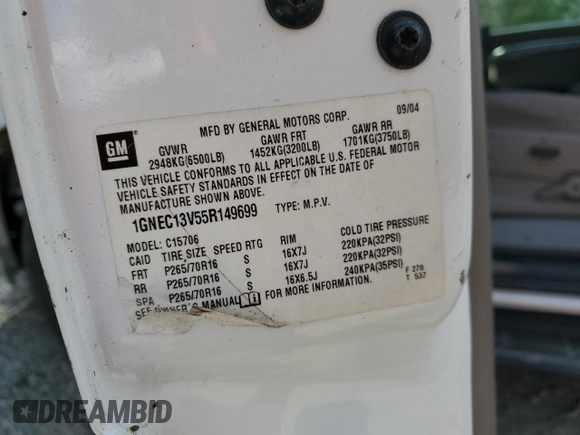 GM
MFD BY GENERAL MOTORS CORP. 09/04
GVWR GAWR FRT GAWR RR
2948KG(6500LB) 1452KG(3200LB) 1701KG(3750LB)
THIS VEHICLE CONFORMS TO ALL APPLICABLE U.S. FEDERAL MOTOR
VEHICLE SAFETY STANDARDS IN EFFECT ON THE DATE OF
MANUFACTURE SHOWN ABOVE.
1GNEC13V55R149699 TYPE: M.P.V.
MODEL: C15706
CAID TIRE SIZE SPEED RTG RIM COLD TIRE PRESSURE
FRT P265/70R16 S 16X7J 220KPA(32PSI)
RR P265/70R16 S 16X7J 220KPA(32PSI)
SPA P265/70R16 S 16X6.5J 240KPA(35PSI)
SEE OWNER'S MANUAL FOR MORE INFORMATION.
F 270
T 537
DREAMBID